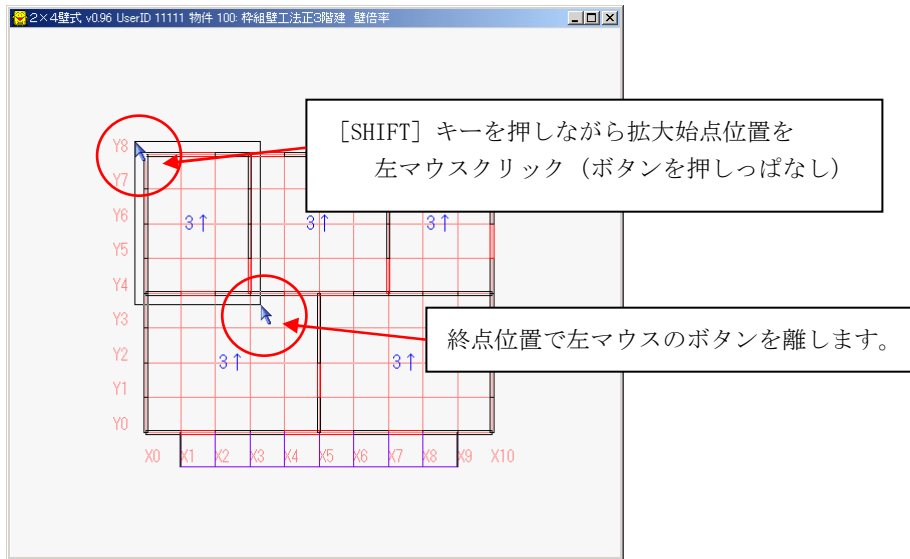 2×4壁式 v0.96 UserID 11111 物件 100: 枠組壁工法正3階建 壁倍率
［SHIFT］キーを押しながら拡大始点位置を
左マウスクリック（ボタンを押しっぱなし）
Y8
Y7
Y6
3↑ 3↑ 3↑
Y5
Y4
Y3
終点位置で左マウスのボタンを離します。
Y2
3↑ 3↑
Y1
Y0
X0 X1 X2 X3 X4 X5 X6 X7 X8 X9 X10